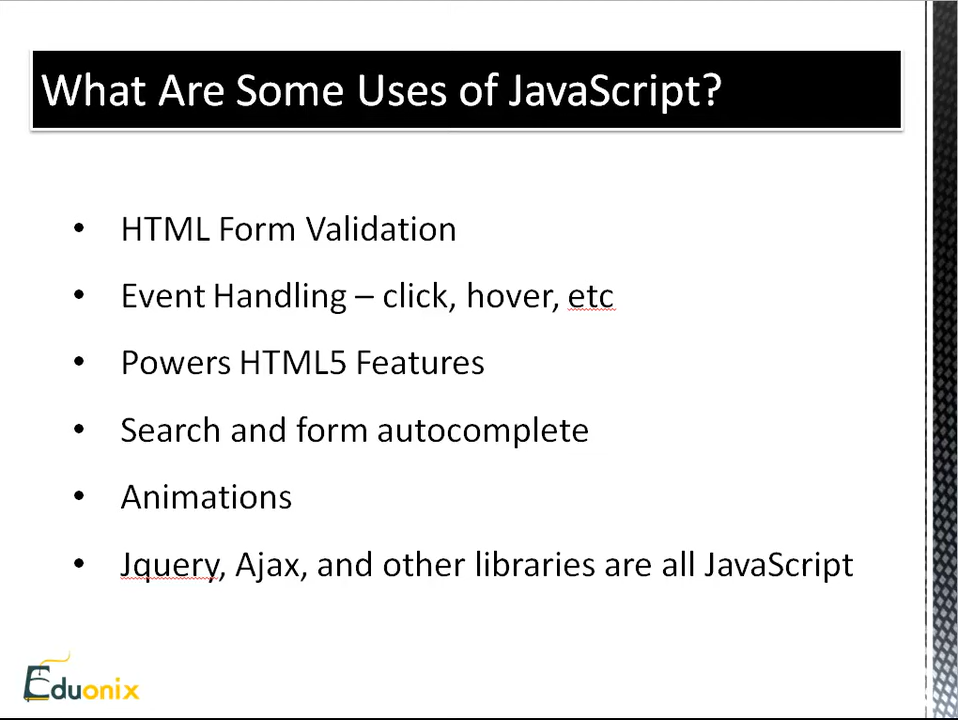 What Are Some Uses of JavaScript?
• HTML Form Validation
• Event Handling – click, hover, etc
• Powers HTML5 Features
• Search and form autocomplete
• Animations
• Jquery, Ajax, and other libraries are all JavaScript
Eduonix